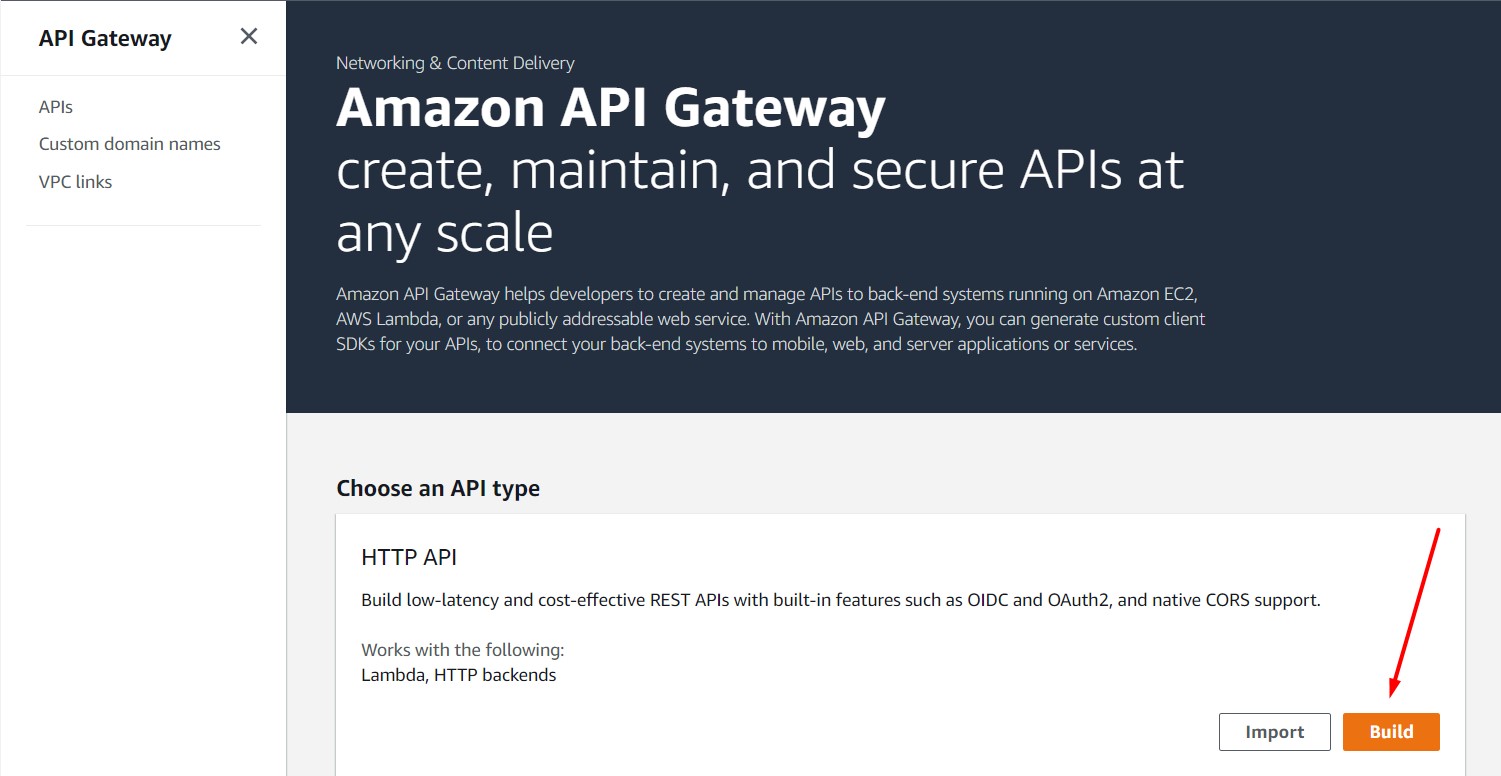 API Gateway
APIs
Custom domain names
VPC links
Networking & Content Delivery
Amazon API Gateway
create, maintain, and secure APIs at
any scale
Amazon API Gateway helps developers to create and manage APIs to back-end systems running on Amazon EC2,
AWS Lambda, or any publicly addressable web service. With Amazon API Gateway, you can generate custom client
SDKs for your APIs, to connect your back-end systems to mobile, web, and server applications or services.
Choose an API type
HTTP API
Build low-latency and cost-effective REST APIs with built-in features such as OIDC and OAuth2, and native CORS support.
Works with the following:
Lambda, HTTP backends
Import
Build